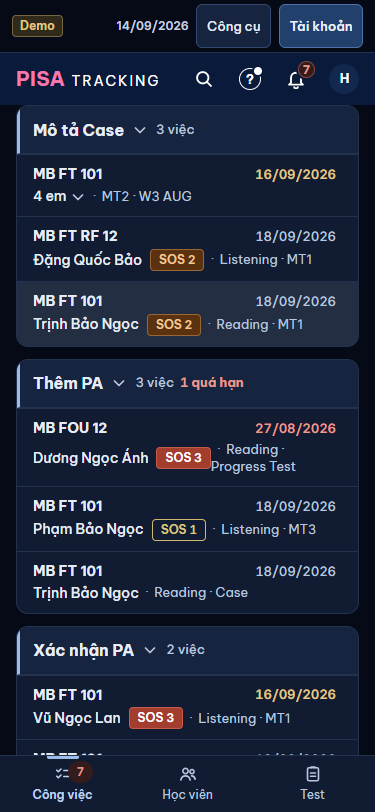 Demo 14/09/2026 Công cụ Tài khoản
PISA TRACKING ? 7 H
Mô tả Case 3 việc
MB FT 101 16/09/2026
4 em · MT2 · W3 AUG
MB FT RF 12 18/09/2026
Đặng Quốc Bảo SOS 2 · Listening · MT1
MB FT 101 18/09/2026
Trịnh Bảo Ngọc SOS 2 · Reading · MT1
Thêm PA 3 việc 1 quá hạn
MB FOU 12 27/08/2026
Dương Ngọc Ánh SOS 3 · Reading ·
Progress Test
MB FT 101 18/09/2026
Phạm Bảo Ngọc SOS 1 · Listening · MT3
MB FT 101 18/09/2026
Trịnh Bảo Ngọc · Reading · Case
Xác nhận PA 2 việc
MB FT 101 16/09/2026
Vũ Ngọc Lan SOS 3 · Listening · MT1
7
Công việc Học viên Test